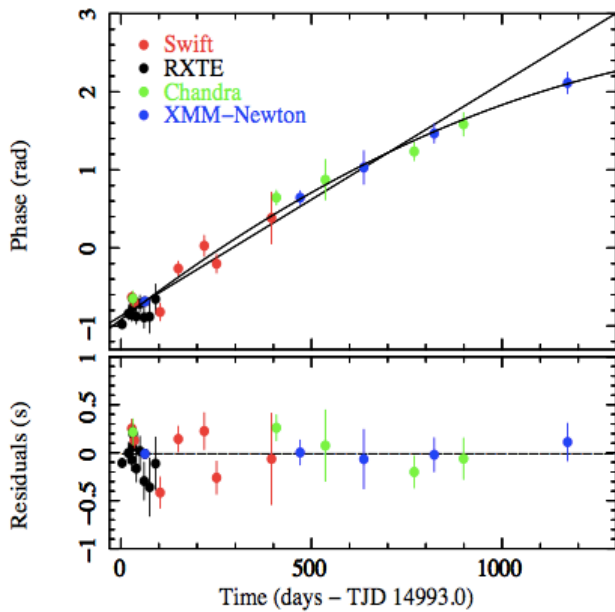 3
2
1
0
-1
Phase (rad)
Swift
RXTE
Chandra
XMM-Newton
1
0.5
0
-0.5
-1
Residuals (s)
0 500 1000
Time (days - TJD 14993.0)